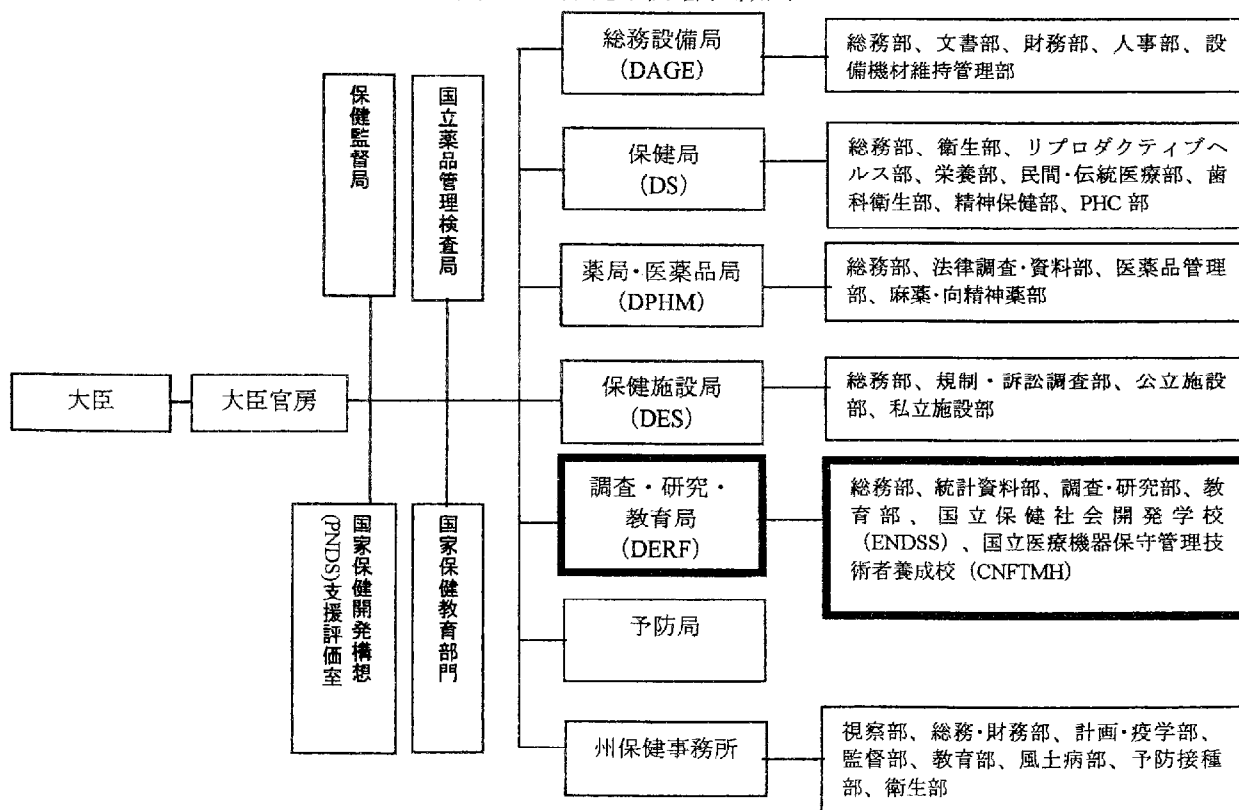 総務設備局
(DAGE)
総務部、文書部、財務部、人事部、設
備機材維持管理部
保健監督局
国立薬品管理検査局
保健局
(DS)
総務部、衛生部、リプロダクティブヘ
ルス部、栄養部、民間・伝統医療部、歯
科衛生部、精神保健部、PHC 部
薬局・医薬品局
(DPHM)
総務部、法律調査・資料部、医薬品管理
部、麻薬・向精神薬部
大臣
大臣官房
保健施設局
(DES)
総務部、規制・訴訟調査部、公立施設
部、私立施設部
国家保健開発構想
(PNDS)支援評価室
国家保健教育部門
調査・研究・
教育局
(DERF)
総務部、統計資料部、調査・研究部、教
育部、国立保健社会開発学校
(ENDSS)、国立医療機器保守管理技
術者養成校(CNFTMH)
予防局
州保健事務所
視察部、総務・財務部、計画・疫学部、
監督部、教育部、風土病部、予防接種
部、衛生部